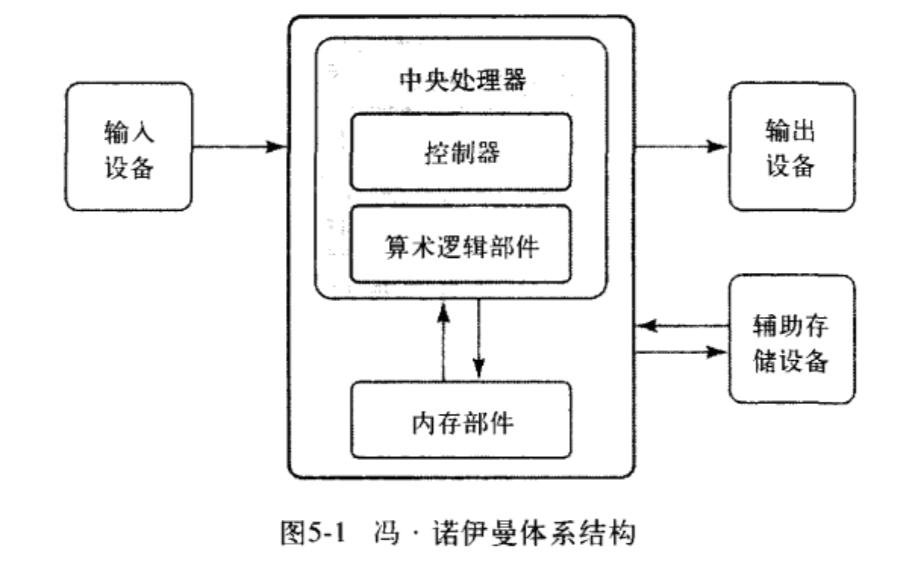 中央处理器
输入
设备
控制器
输出
设备
算术逻辑部件
辅助存
储设备
内存部件
图5-1 冯·诺伊曼体系结构